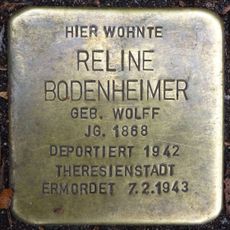 HIER WOHNTE
RELINE
BODENHEIMER
GEB. WOLFF
JG. 1868
DEPORTIERT 1942
THERESIENSTADT
ERMORDET 7.2.1943